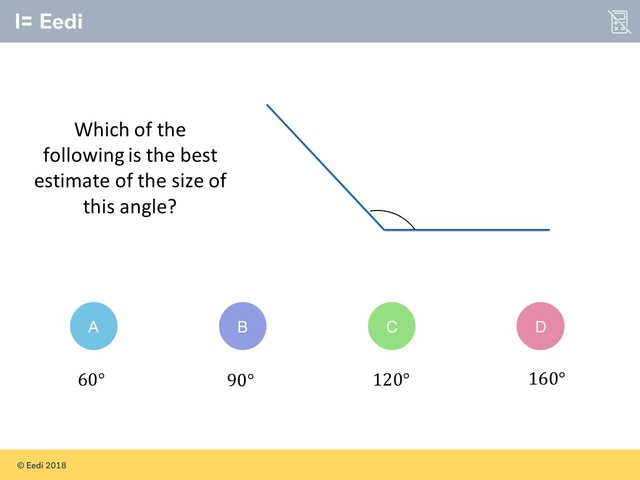 Eedi
Which of the
following is the best
estimate of the size of
this angle?
A
B
C
D
60°
90°
120°
160°
© Eedi 2018